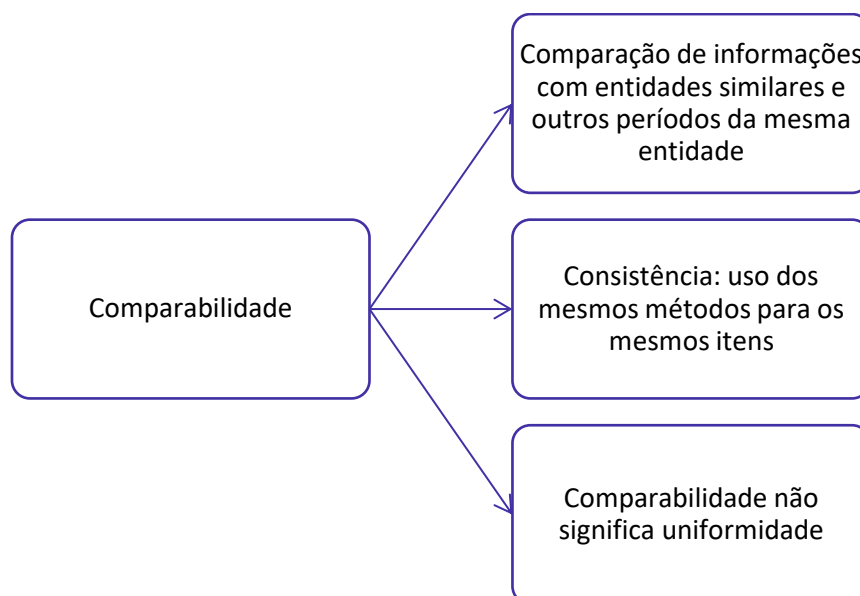 Comparação de informações
com entidades similares e
outros períodos da mesma
entidade
Comparabilidade
Consistência: uso dos
mesmos métodos para os
mesmos itens
Comparabilidade não
significa uniformidade